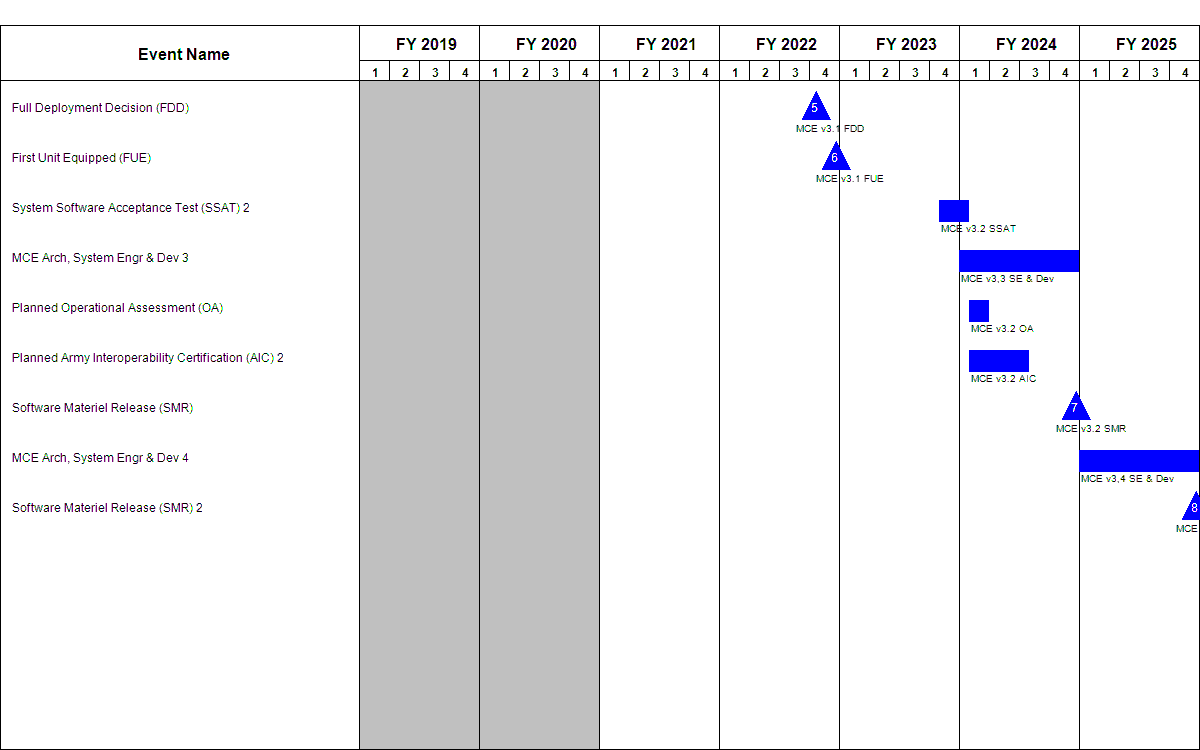 Event Name
FY 2019 FY 2020 FY 2021 FY 2022 FY 2023 FY 2024 FY 2025
1 2 3 4 1 2 3 4 1 2 3 4 1 2 3 4 1 2 3 4 1 2 3 4 1 2 3 4
Full Deployment Decision (FDD)
5
MCE v3.1 FDD
First Unit Equipped (FUE)
6
MCE v3.1 FUE
System Software Acceptance Test (SSAT) 2
MCE v3.2 SSAT
MCE Arch, System Engr & Dev 3
MCE v3,3 SE & Dev
Planned Operational Assessment (OA)
MCE v3.2 OA
Planned Army Interoperability Certification (AIC) 2
MCE v3.2 AIC
Software Materiel Release (SMR)
7
MCE v3.2 SMR
MCE Arch, System Engr & Dev 4
MCE v3,4 SE & Dev
Software Materiel Release (SMR) 2
8
MCE